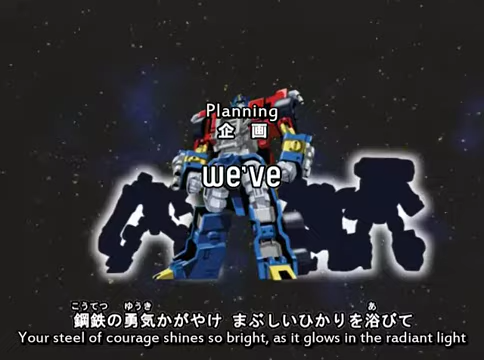 Planning
企画
we've
こうてつ ゆうき あ
鋼鉄の勇気かがやけ まぶしいひかりを浴びて
Your steel of courage shines so bright, as it glows in the radiant light